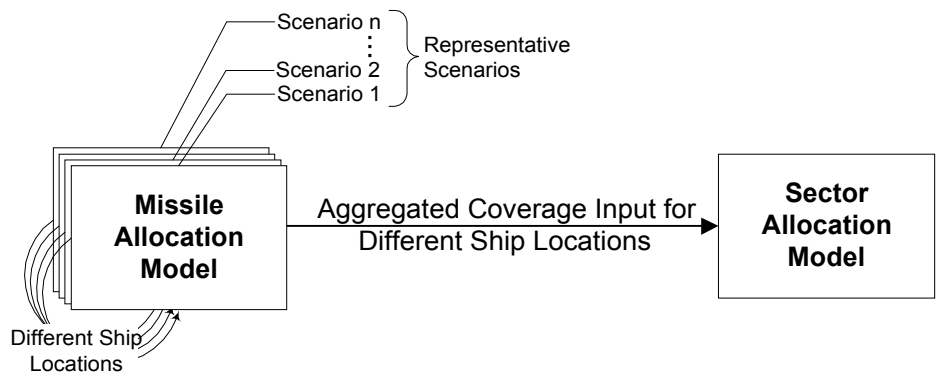 Scenario n
Scenario 2
Scenario 1
Representative
Scenarios
Missile
Allocation
Model
Aggregated Coverage Input for
Different Ship Locations
Sector
Allocation
Model
Different Ship
Locations